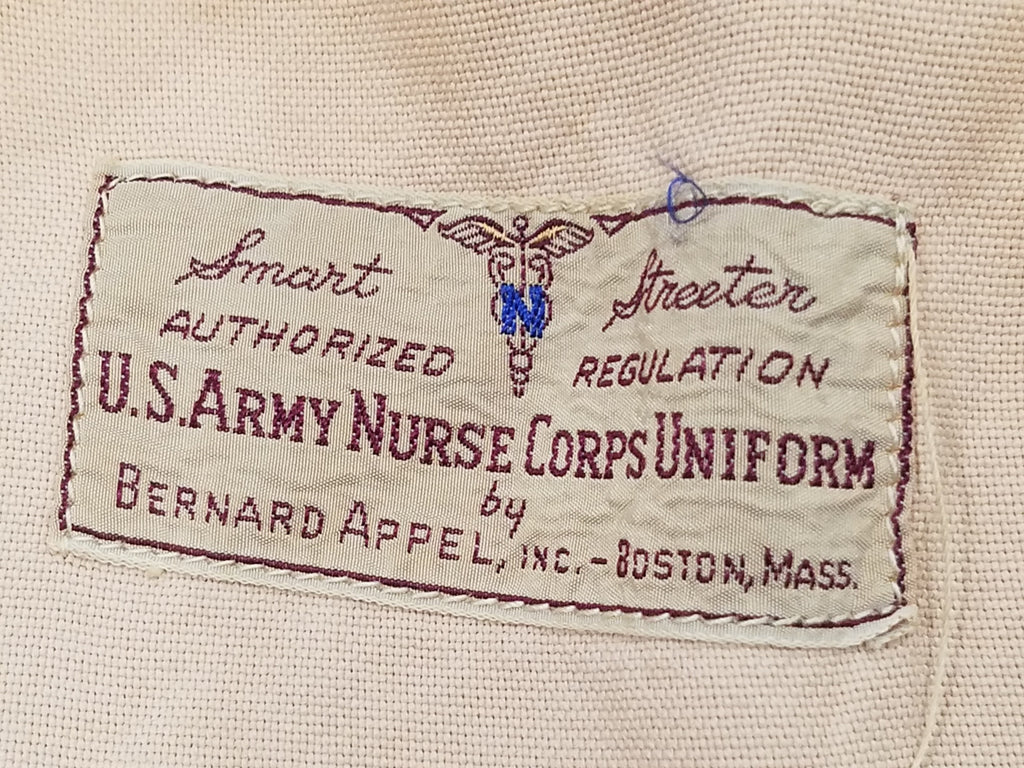 Smart Streeter
N
AUTHORIZED REGULATION
U.S. ARMY NURSE CORPS UNIFORM
by
BERNARD APPEL, INC. - BOSTON, MASS.